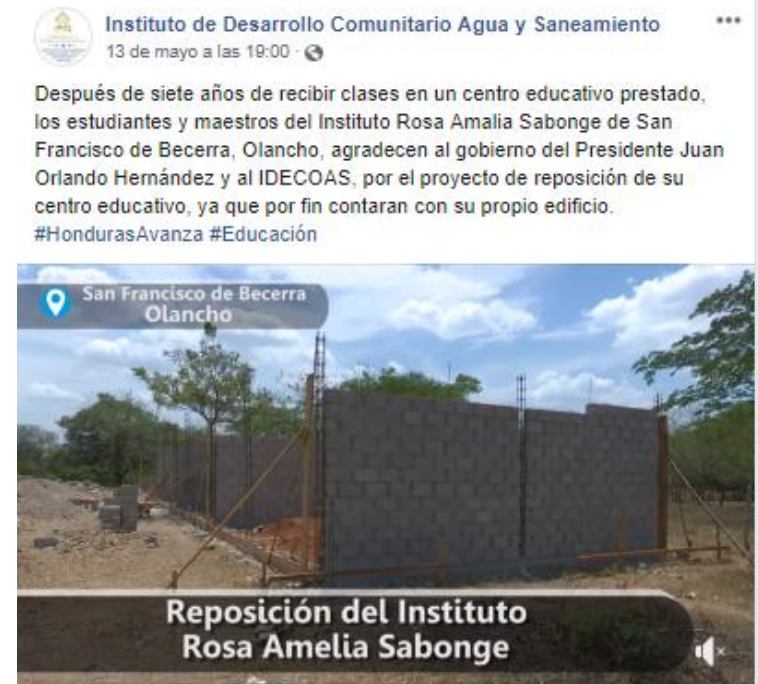 Instituto de Desarrollo Comunitario Agua y Saneamiento
13 de mayo a las 19:00 ·
Después de siete años de recibir clases en un centro educativo prestado,
los estudiantes y maestros del Instituto Rosa Amalia Sabonge de San
Francisco de Becerra, Olancho, agradecen al gobierno del Presidente Juan
Orlando Hernández y al IDECOAS, por el proyecto de reposición de su
centro educativo, ya que por fin contaran con su propio edificio.
#HondurasAvanza #Educación
San Francisco de Becerra
Olancho
Reposición del Instituto
Rosa Amelia Sabonge